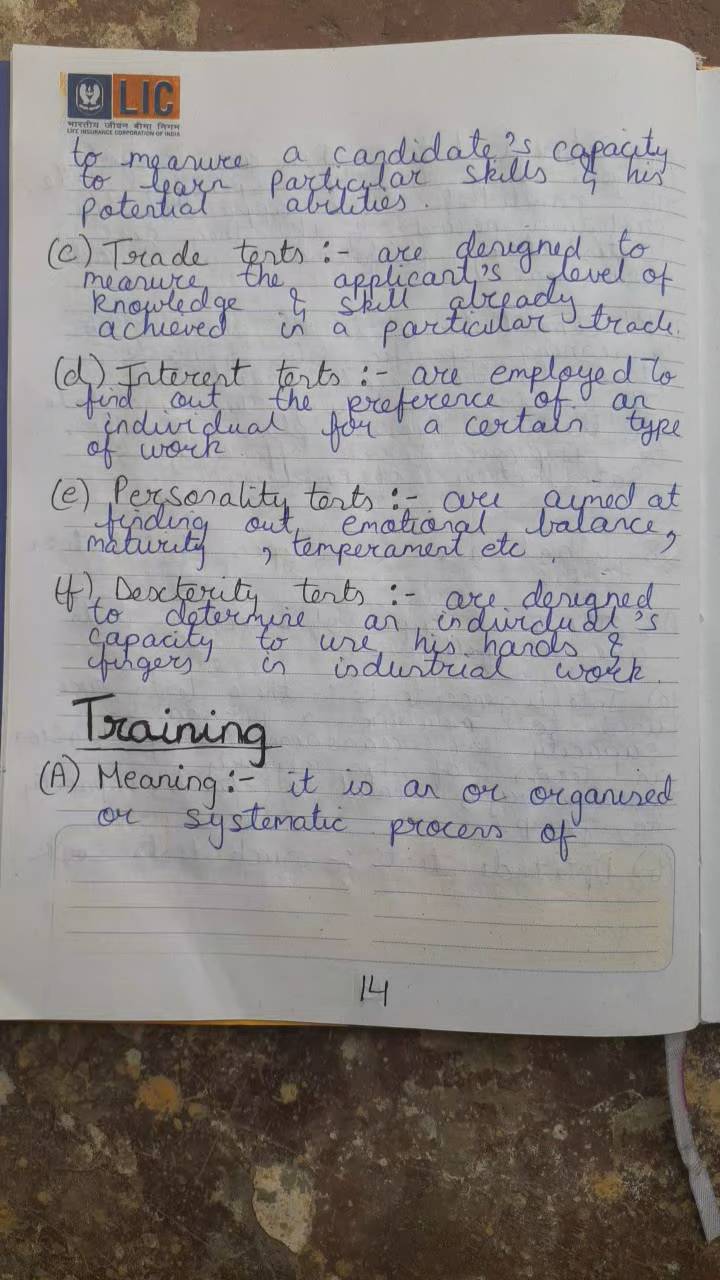 LIC
भारतीय जीवन बीमा निगम
LIFE INSURANCE CORPORATION OF INDIA
to measure a candidate's capacity
to learn particular skills & his
potential abilities.
(c) Trade tests :- are designed to
measure the applicant's level of
knowledge & skill already
achieved in a particular trade.
(d) Interest tests :- are employed to
find out the preference of an
individual for a certain type
of work
(e) Personality tests :- are aimed at
finding out emotional balance,
maturity , temperament etc .
(f) Dexterity tests :- are designed
to determine an individual's
capacity to use his hands &
fingers in industrial work.
Training
(A) Meaning :- it is an or organised
or systematic process of
14